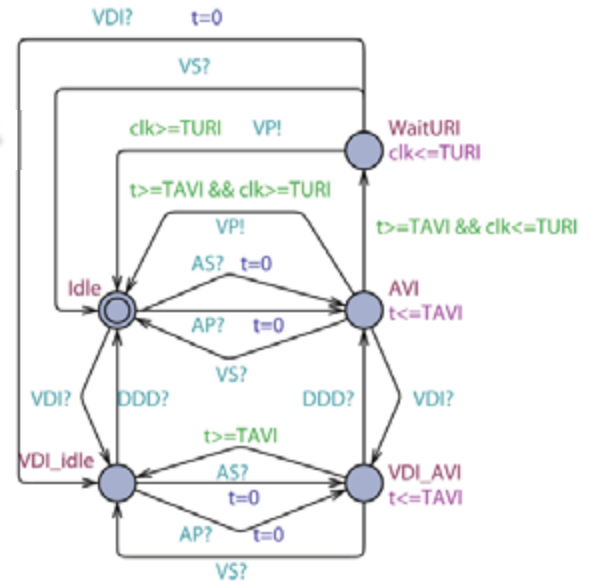 VDI? t=0
VS?
clk>=TURI VP!
WaitURI
clk<=TURI
t>=TAVI && clk>=TURI
VP!
t>=TAVI && clk<=TURI
AS? t=0
Idle
AVI
t<=TAVI
AP? t=0
VS?
VDI? DDD? DDD? VDI?
t>=TAVI
VDI_idle
AS?
VDI_AVI
t=0
t<=TAVI
AP? t=0
VS?